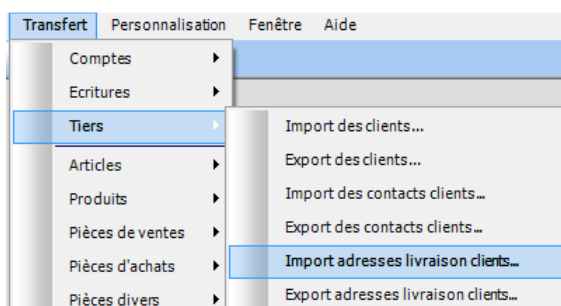 Transfert Personnalisation Fenêtre Aide
Comptes
Ecritures
Tiers
Articles
Produits
Pièces de ventes
Pièces d'achats
Pièces divers
Import des clients...
Export des clients...
Import des contacts clients...
Export des contacts clients...
Import adresses livraison clients...
Export adresses livraison clients...